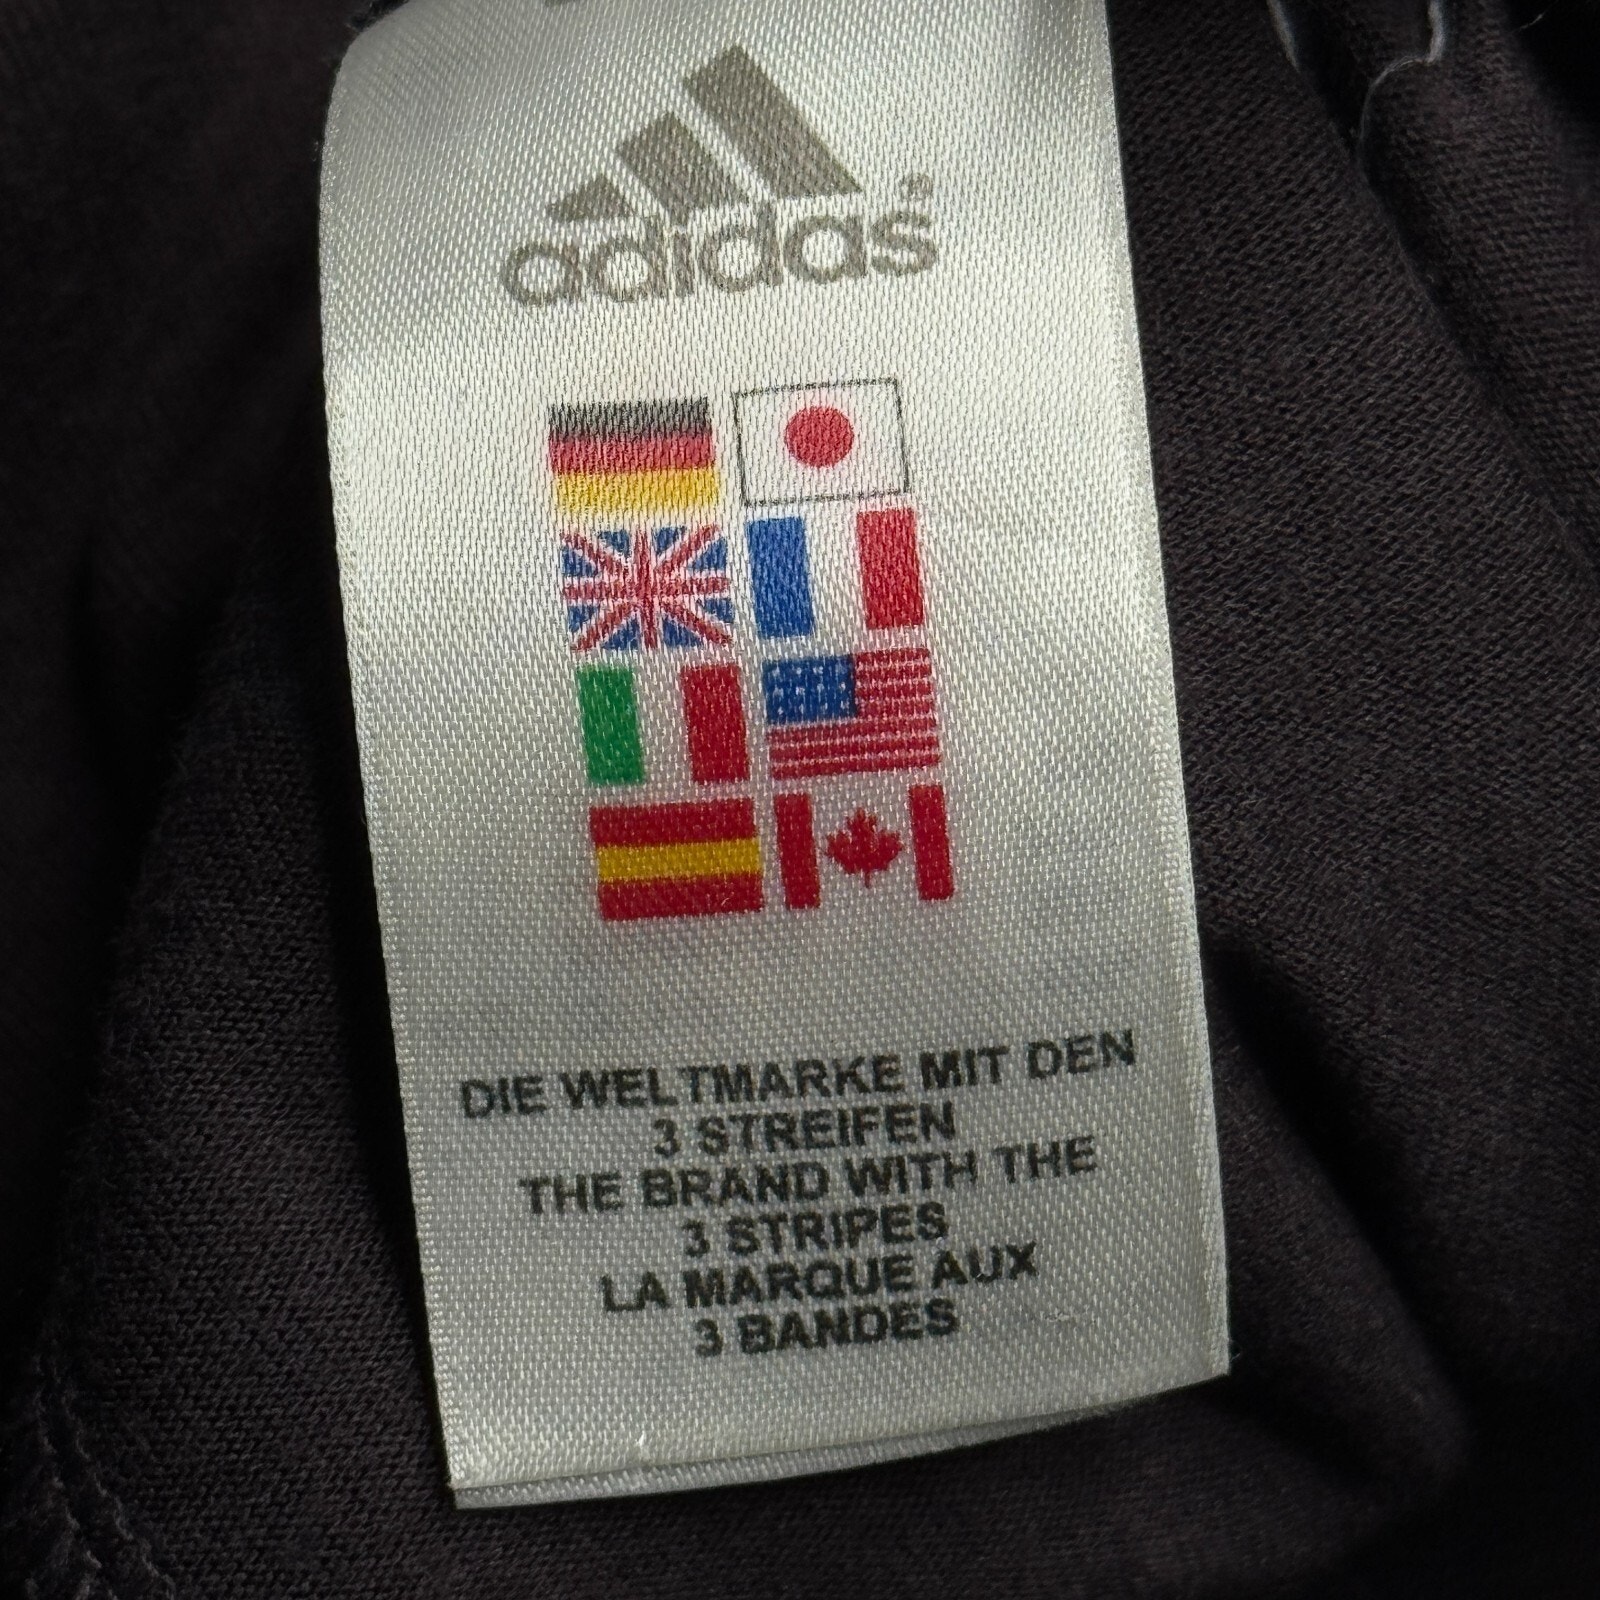 adidas®
DIE WELTMARKE MIT DEN
3 STREIFEN
THE BRAND WITH THE
3 STRIPES
LA MARQUE AUX
3 BANDES